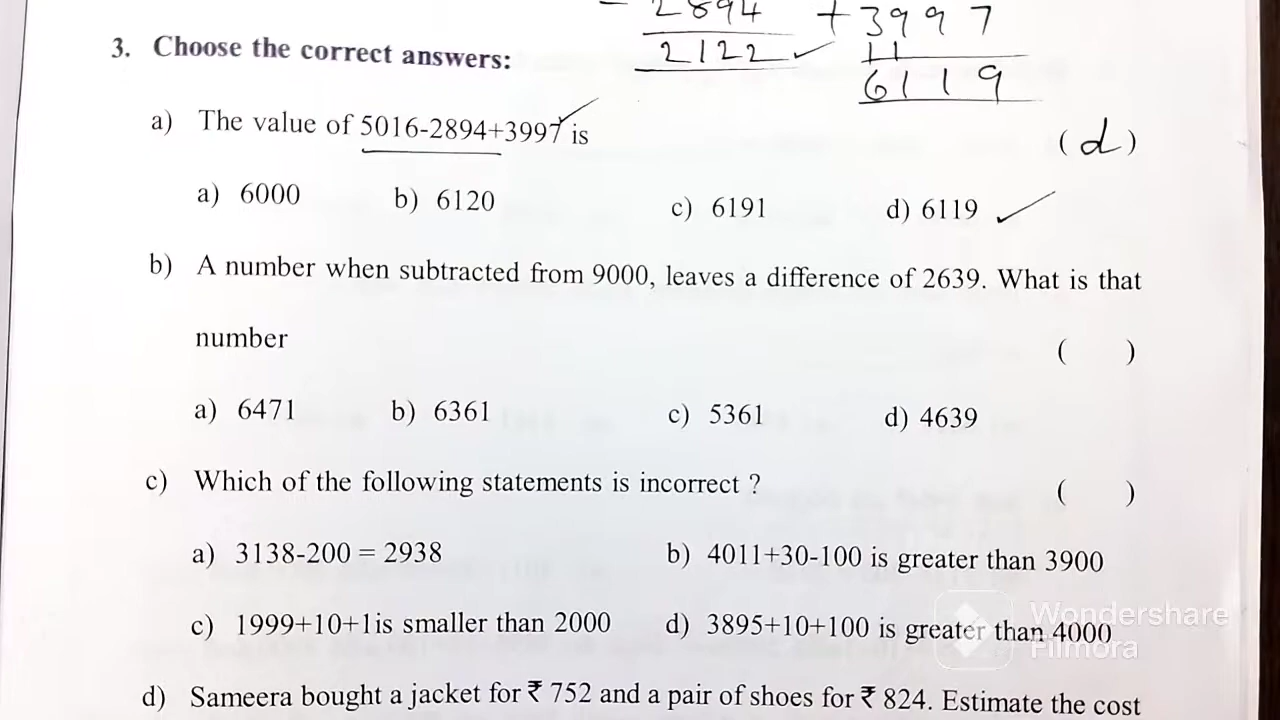 - 2894 + 3997
2122 11
6119
3. Choose the correct answers:
a) The value of 5016-2894+3997 is (d)
a) 6000 b) 6120 c) 6191 d) 6119
b) A number when subtracted from 9000, leaves a difference of 2639. What is that
number ( )
a) 6471 b) 6361 c) 5361 d) 4639
c) Which of the following statements is incorrect ? ( )
a) 3138-200 = 2938 b) 4011+30-100 is greater than 3900
c) 1999+10+1is smaller than 2000 d) 3895+10+100 is greater than 4000
Wondershare
Filmora
d) Sameera bought a jacket for ₹ 752 and a pair of shoes for ₹ 824. Estimate the cost